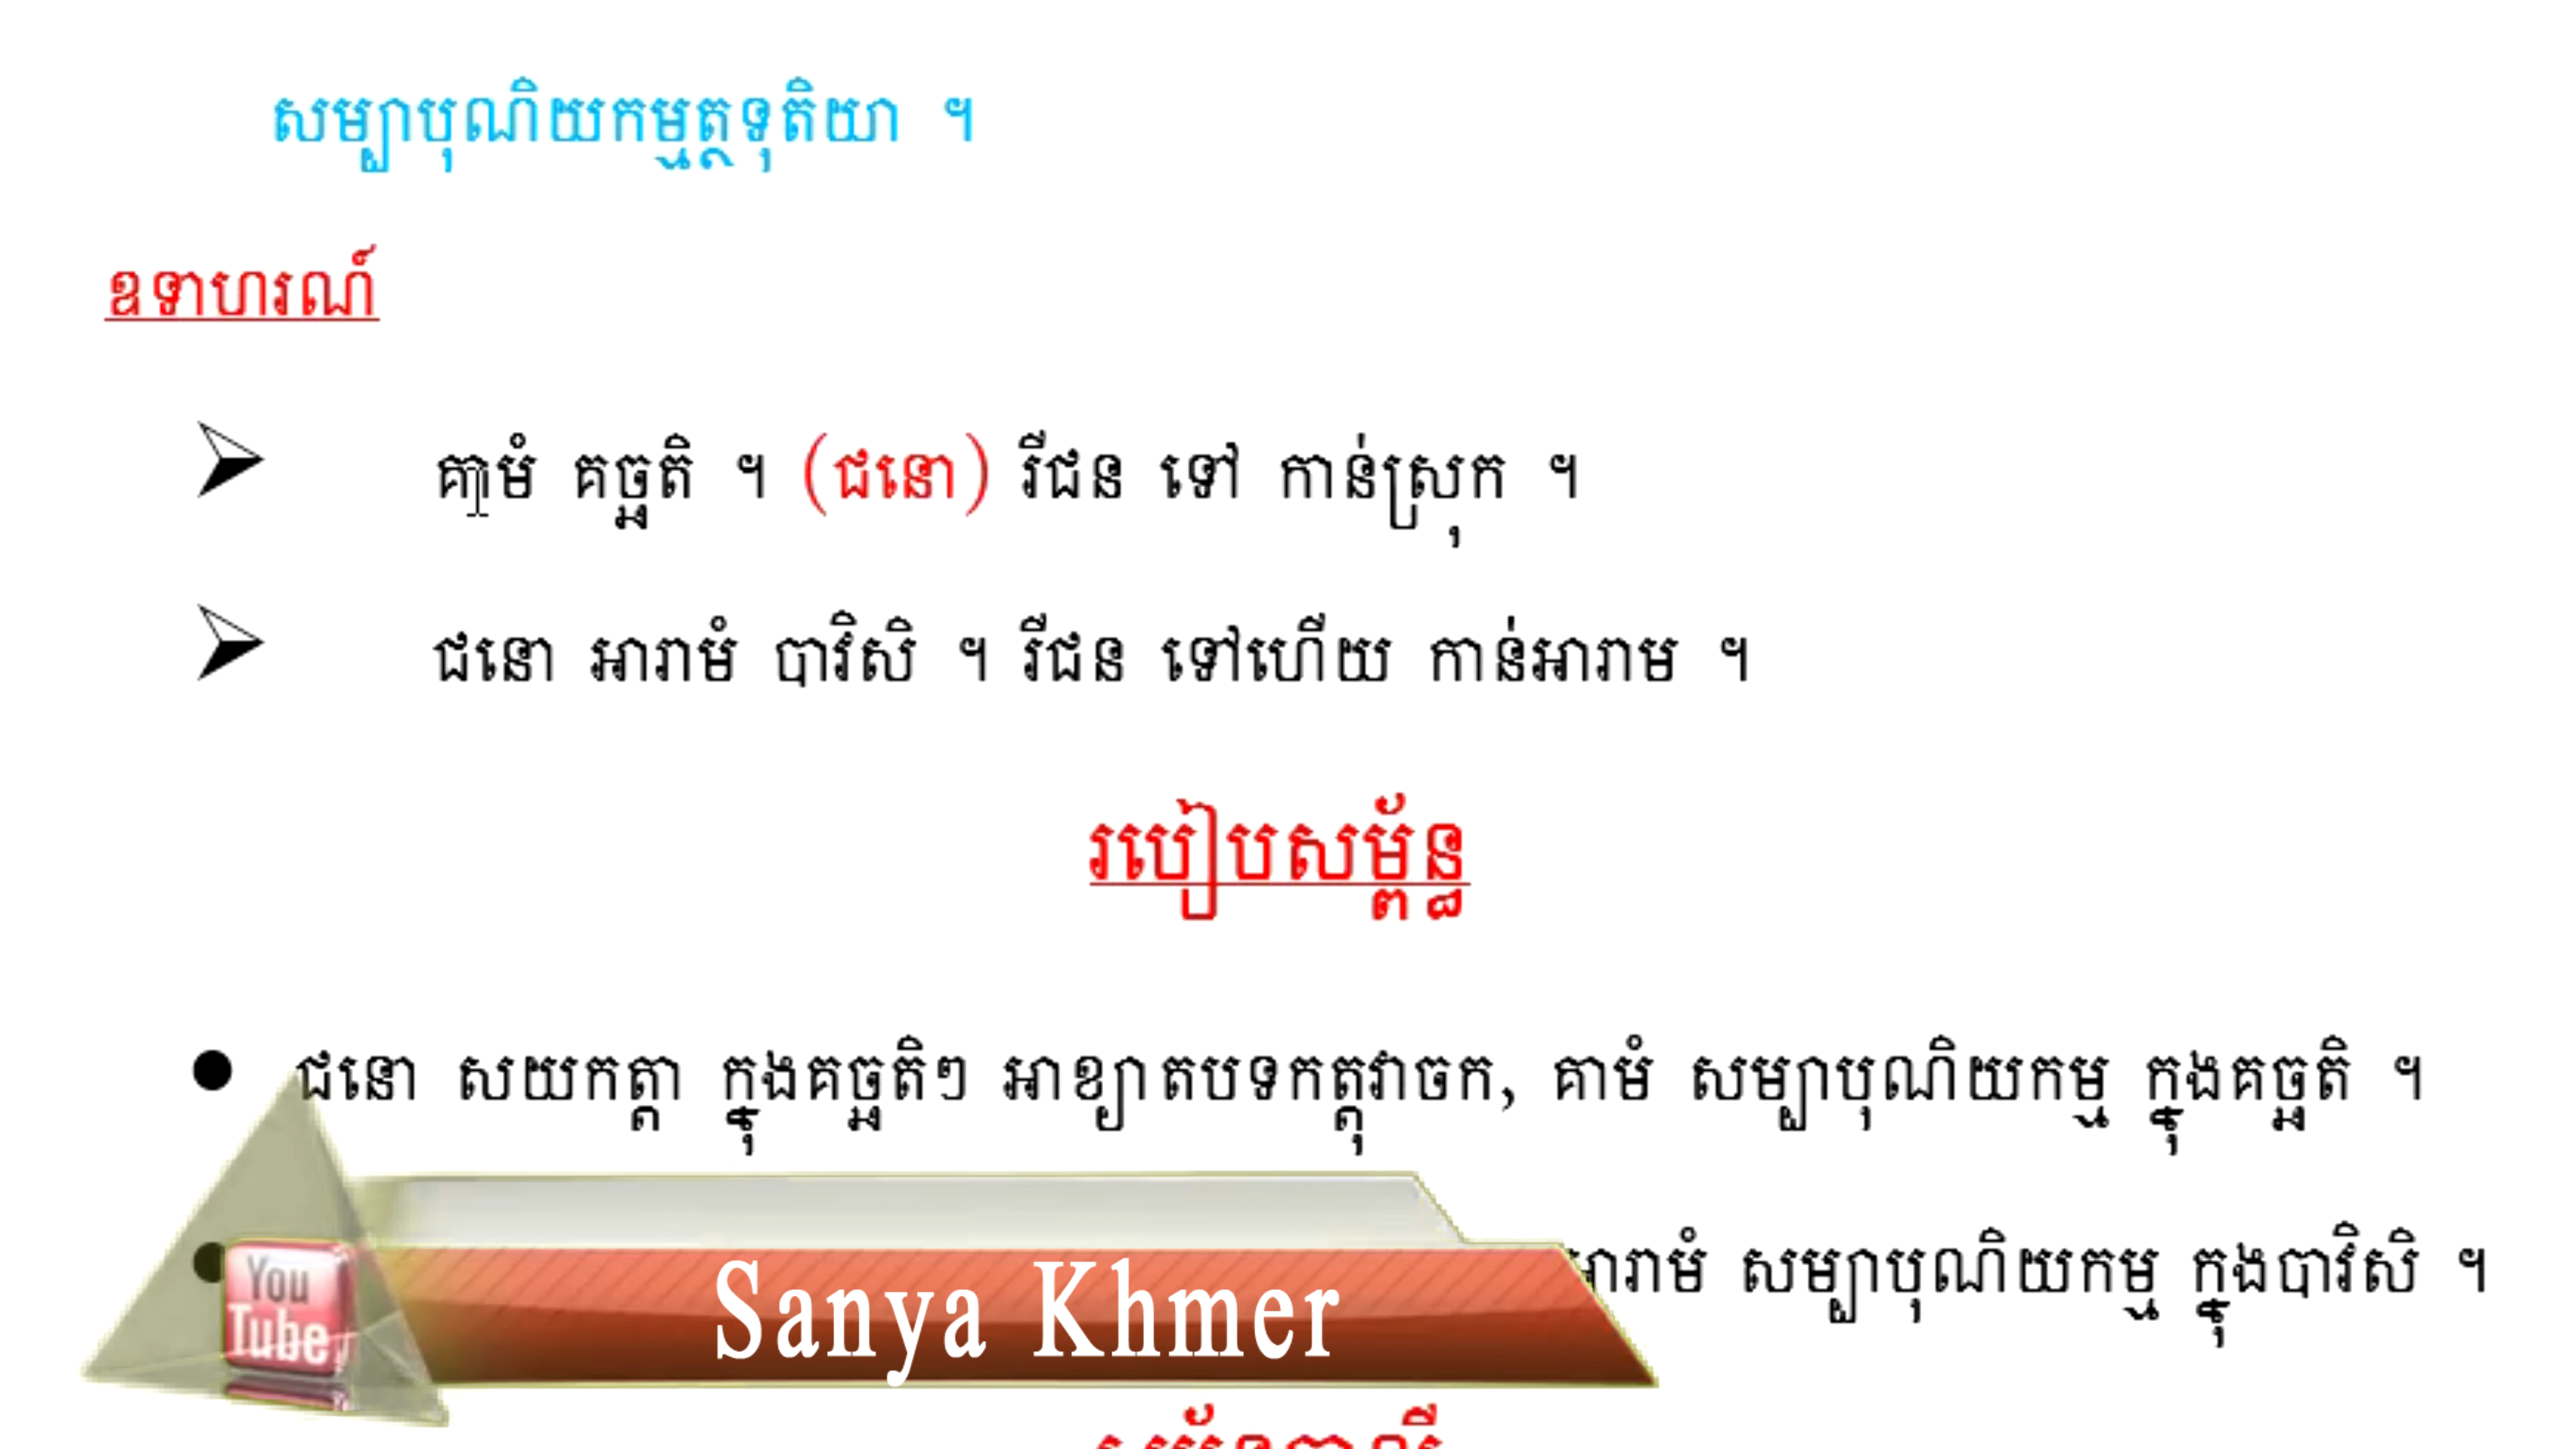 សម្បាបុណិយកម្មត្ថទុតិយា ។
ឧទាហរណ៍
គាមំ គច្ឆតិ ។ (ជនោ) រីជន ទៅ កាន់ស្រុក ។
ជនោ អារាមំ បាវិសិ ។ រីជន ទៅហើយ កាន់អារាម ។
របៀបសម្ព័ន្ធ
ជនោ សយកត្តា ក្នុងគច្ឆតិៗ អាខ្យាតបទកត្តុវាចក, គាមំ សម្បាបុណិយកម្ម ក្នុងគច្ឆតិ ។
អារាមំ សម្បាបុណិយកម្ម ក្នុងបាវិសិ ។
You Tube
Sanya Khmer